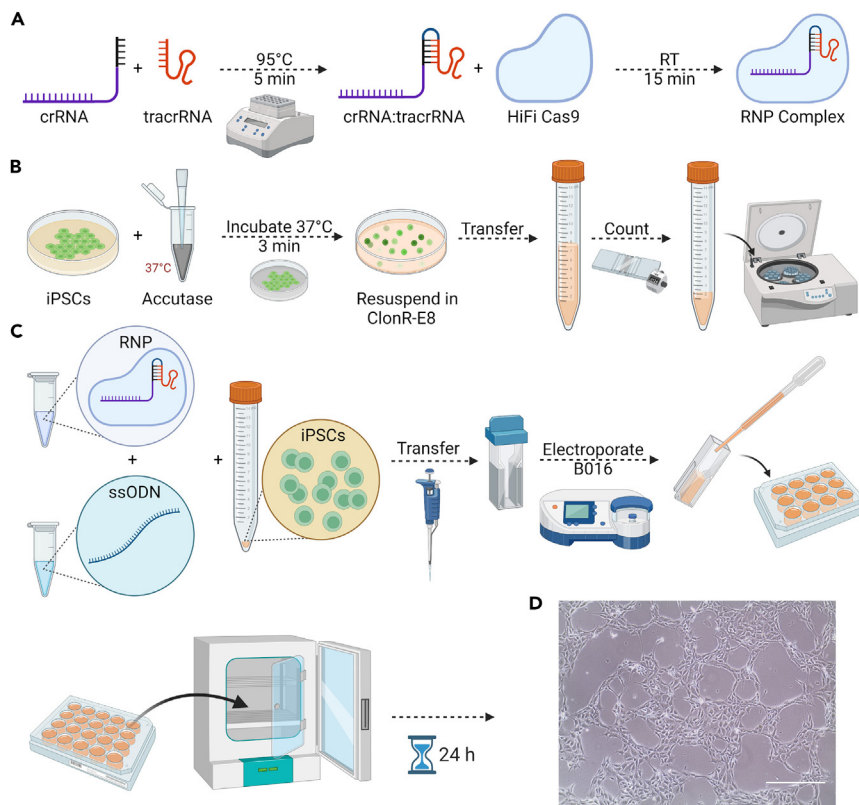 A
95°C
5 min
RT
15 min
+
+
crRNA
tracrRNA
crRNA:tracrRNA
HiFi Cas9
RNP Complex
B
+
Incubate 37°C
3 min
Transfer
Count
37°C
iPSCs
Accutase
Resuspend in
ClonR-E8
C
RNP
+
+
iPSCs
Transfer
Electroporate
B016
ssODN
24 h
D